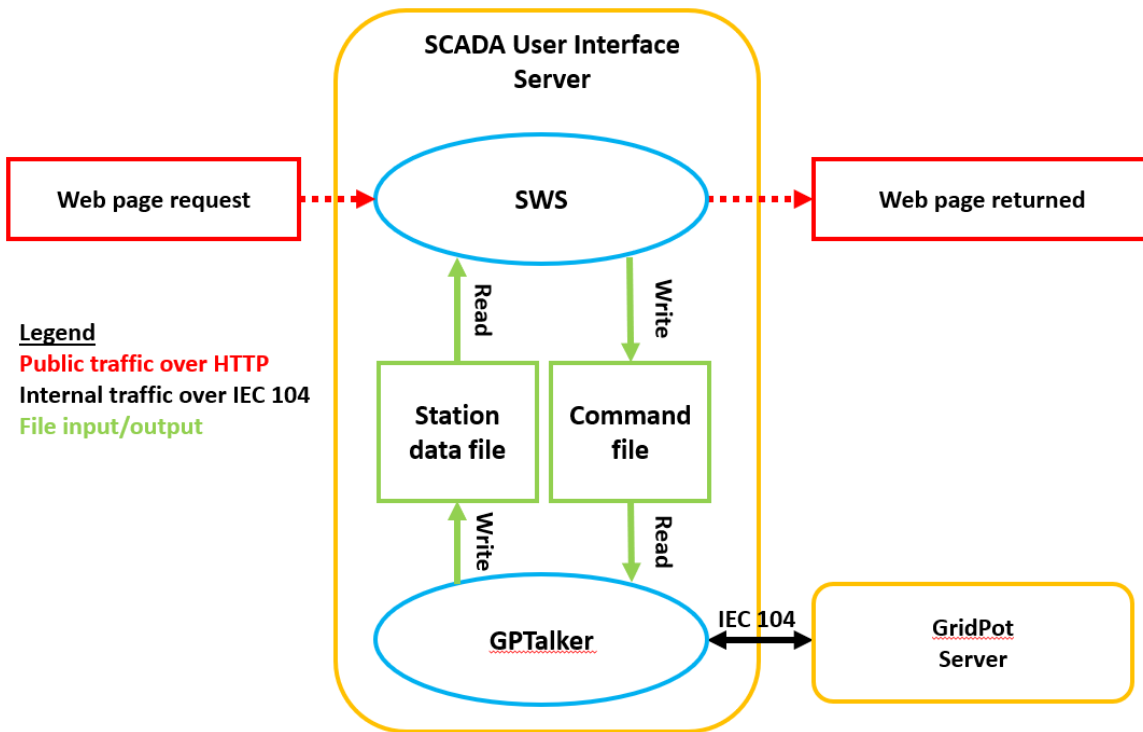 SCADA User Interface
Server
Web page request
SWS
Web page returned
Read
Write
Legend
Public traffic over HTTP
Internal traffic over IEC 104
File input/output
Station
data file
Command
file
Write
Read
GPTalker
IEC 104
GridPot
Server